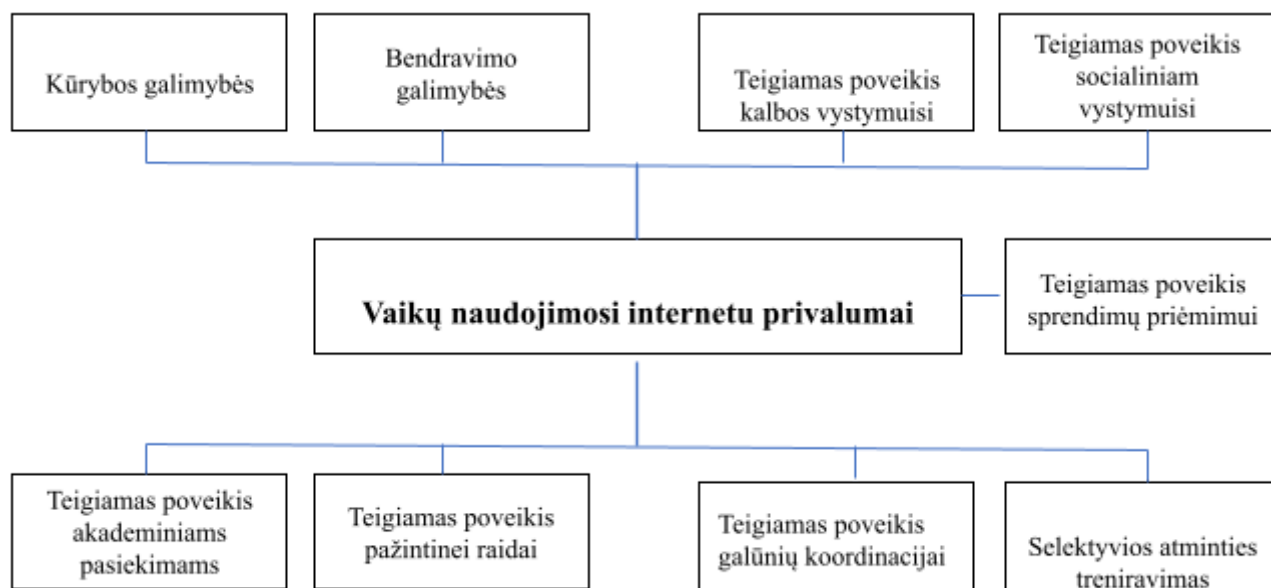 Kūrybos galimybės
Bendravimo
galimybės
Teigiamas poveikis
kalbos vystymuisi
Teigiamas poveikis
socialiniam
vystymuisi
Vaikų naudojimosi internetu privalumai
Teigiamas poveikis
sprendimų priėmimui
Teigiamas poveikis
akademiniams
pasiekimams
Teigiamas poveikis
pažintinei raidai
Teigiamas poveikis
galūnių koordinacijai
Selektyvios atminties
treniravimas